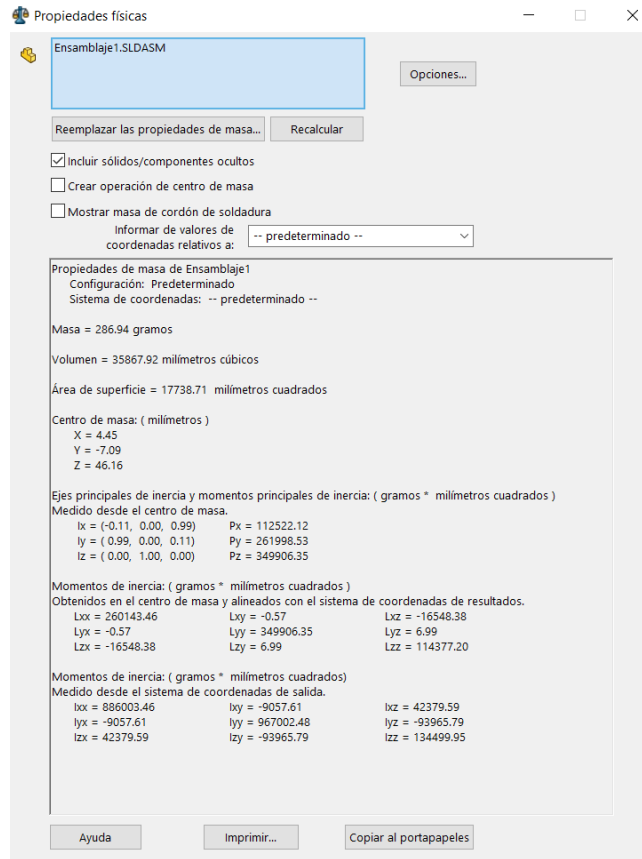 Propiedades físicas
Ensamblaje1.SLDASM
Opciones...
Reemplazar las propiedades de masa... Recalcular
Incluir sólidos/componentes ocultos
Crear operación de centro de masa
Mostrar masa de cordón de soldadura
Informar de valores de
coordenadas relativos a: -- predeterminado --
Propiedades de masa de Ensamblaje1
Configuración: Predeterminado
Sistema de coordenadas: -- predeterminado --
Masa = 286.94 gramos
Volumen = 35867.92 milímetros cúbicos
Área de superficie = 17738.71 milímetros cuadrados
Centro de masa: ( milímetros )
X = 4.45
Y = -7.09
Z = 46.16
Ejes principales de inercia y momentos principales de inercia: ( gramos * milímetros cuadrados )
Medido desde el centro de masa.
Ix = (-0.11, 0.00, 0.99) Px = 112522.12
Iy = ( 0.99, 0.00, 0.11) Py = 261998.53
Iz = ( 0.00, 1.00, 0.00) Pz = 349906.35
Momentos de inercia: ( gramos * milímetros cuadrados )
Obtenidos en el centro de masa y alineados con el sistema de coordenadas de resultados.
Lxx = 260143.46 Lxy = -0.57 Lxz = -16548.38
Lyx = -0.57 Lyy = 349906.35 Lyz = 6.99
Lzx = -16548.38 Lzy = 6.99 Lzz = 114377.20
Momentos de inercia: ( gramos * milímetros cuadrados)
Medido desde el sistema de coordenadas de salida.
Ixx = 886003.46 Ixy = -9057.61 Ixz = 42379.59
Iyx = -9057.61 Iyy = 967002.48 Iyz = -93965.79
Izx = 42379.59 Izy = -93965.79 Izz = 134499.95
Ayuda Imprimir... Copiar al portapapeles